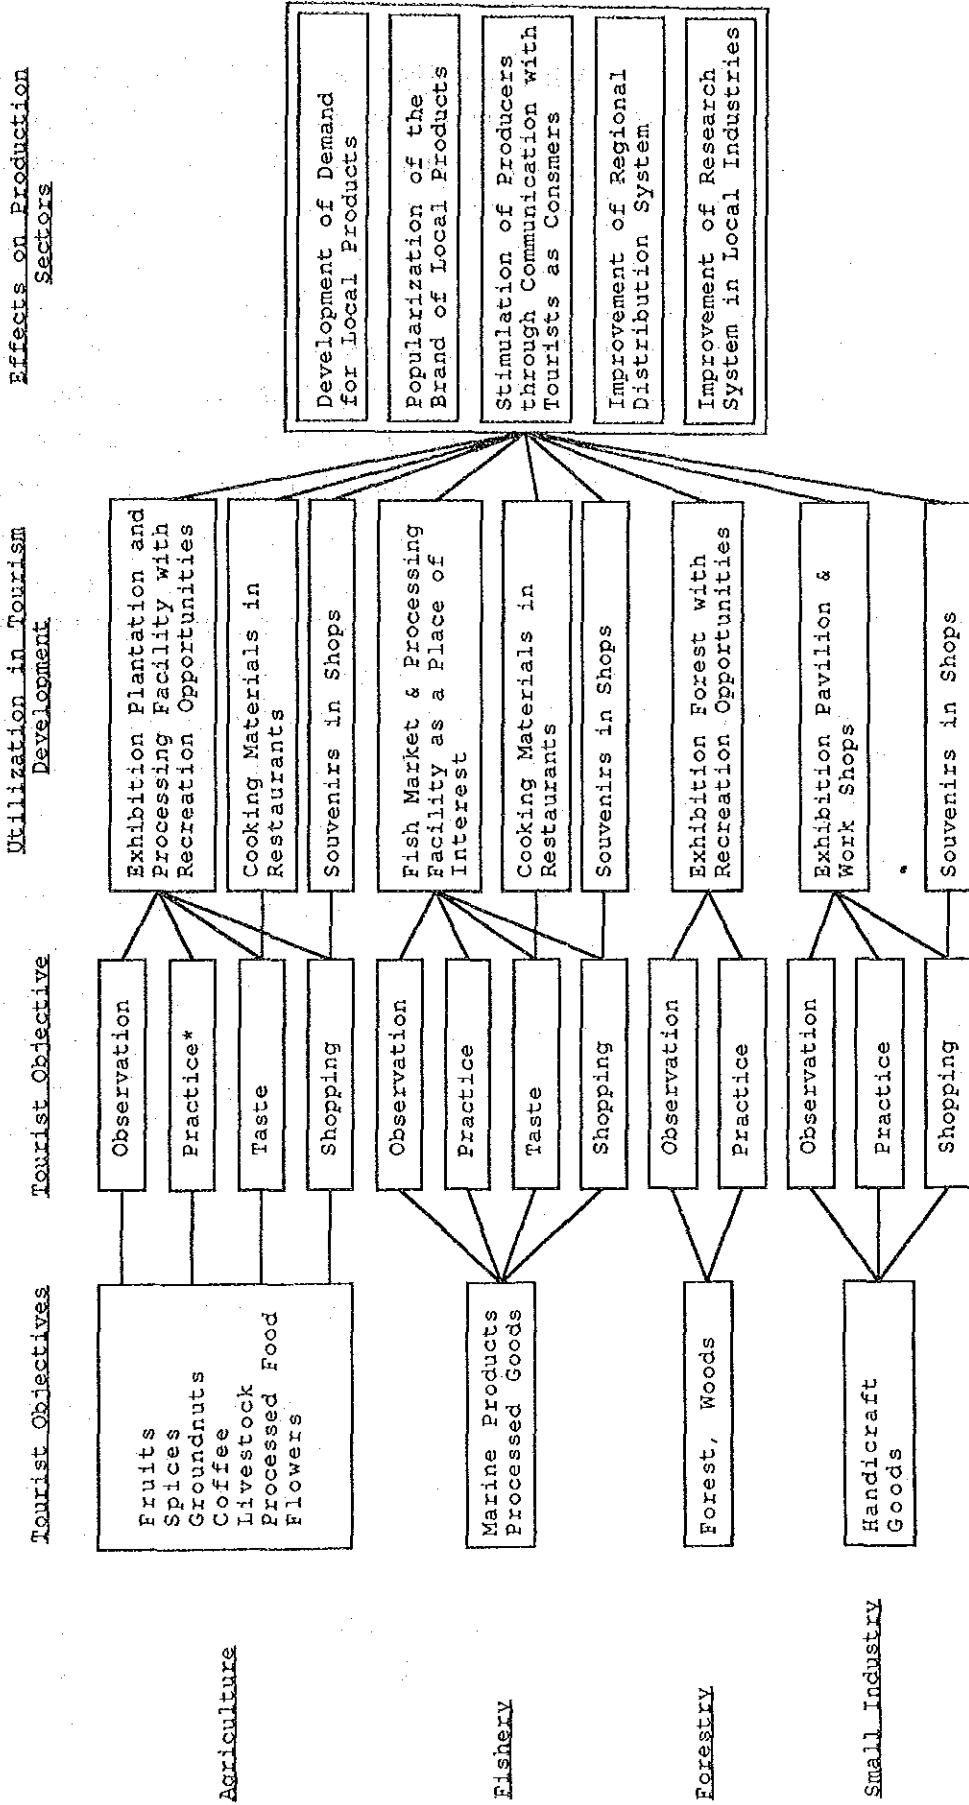 Tourist Objectives
Tourist Objective
Utilization in Tourism
Development
Effects on Production
Sectors
Agriculture
Fruits
Spices
Groundnuts
Coffee
Livestock
Processed Food
Flowers
Observation
Practice*
Taste
Shopping
Exhibition Plantation and
Processing Facility with
Recreation Opportunities
Cooking Materials in
Restaurants
Souvenirs in Shops
Fishery
Marine Products
Processed Goods
Observation
Practice
Taste
Shopping
Fish Market & Processing
Facility as a Place of
Interest
Cooking Materials in
Restaurants
Souvenirs in Shops
Forestry
Forest, Woods
Observation
Practice
Exhibition Forest with
Recreation Opportunities
Small Industry
Handicraft
Goods
Observation
Practice
Shopping
Exhibition Pavilion &
Work Shops
Souvenirs in Shops
Development of Demand
for Local Products
Popularization of the
Brand of Local Products
Stimulation of Producers
through Communication with
Tourists as Consmers
Improvement of Regional
Distribution System
Improvement of Research
System in Local Industries